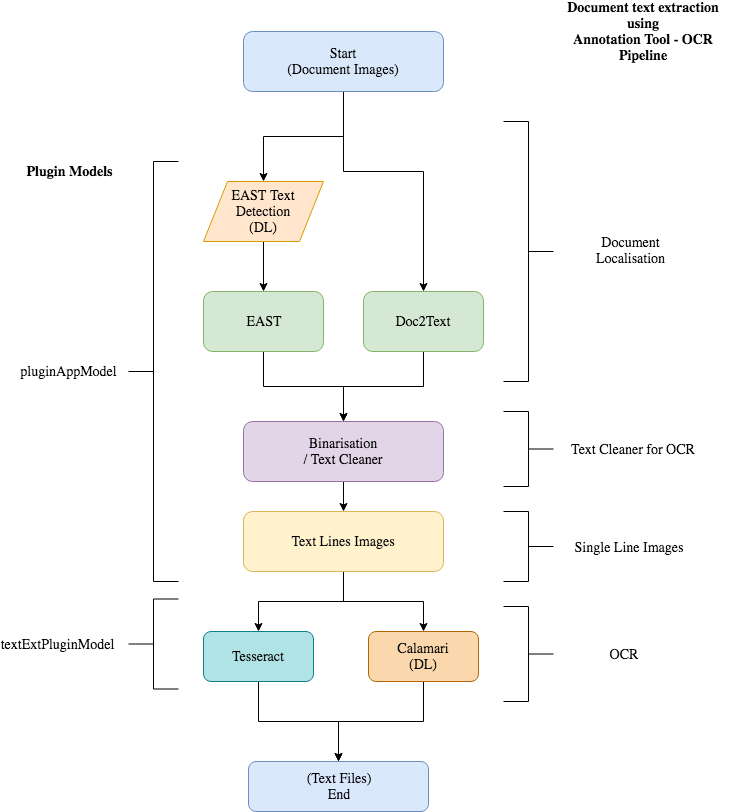 Document text extraction
using
Annotation Tool - OCR
Pipeline
Start
(Document Images)
Plugin Models
EAST Text
Detection
(DL)
Document
Localisation
EAST
Doc2Text
pluginAppModel
Binarisation
/ Text Cleaner
Text Cleaner for OCR
Text Lines Images
Single Line Images
textExtPluginModel
Tesseract
Calamari
(DL)
OCR
(Text Files)
End